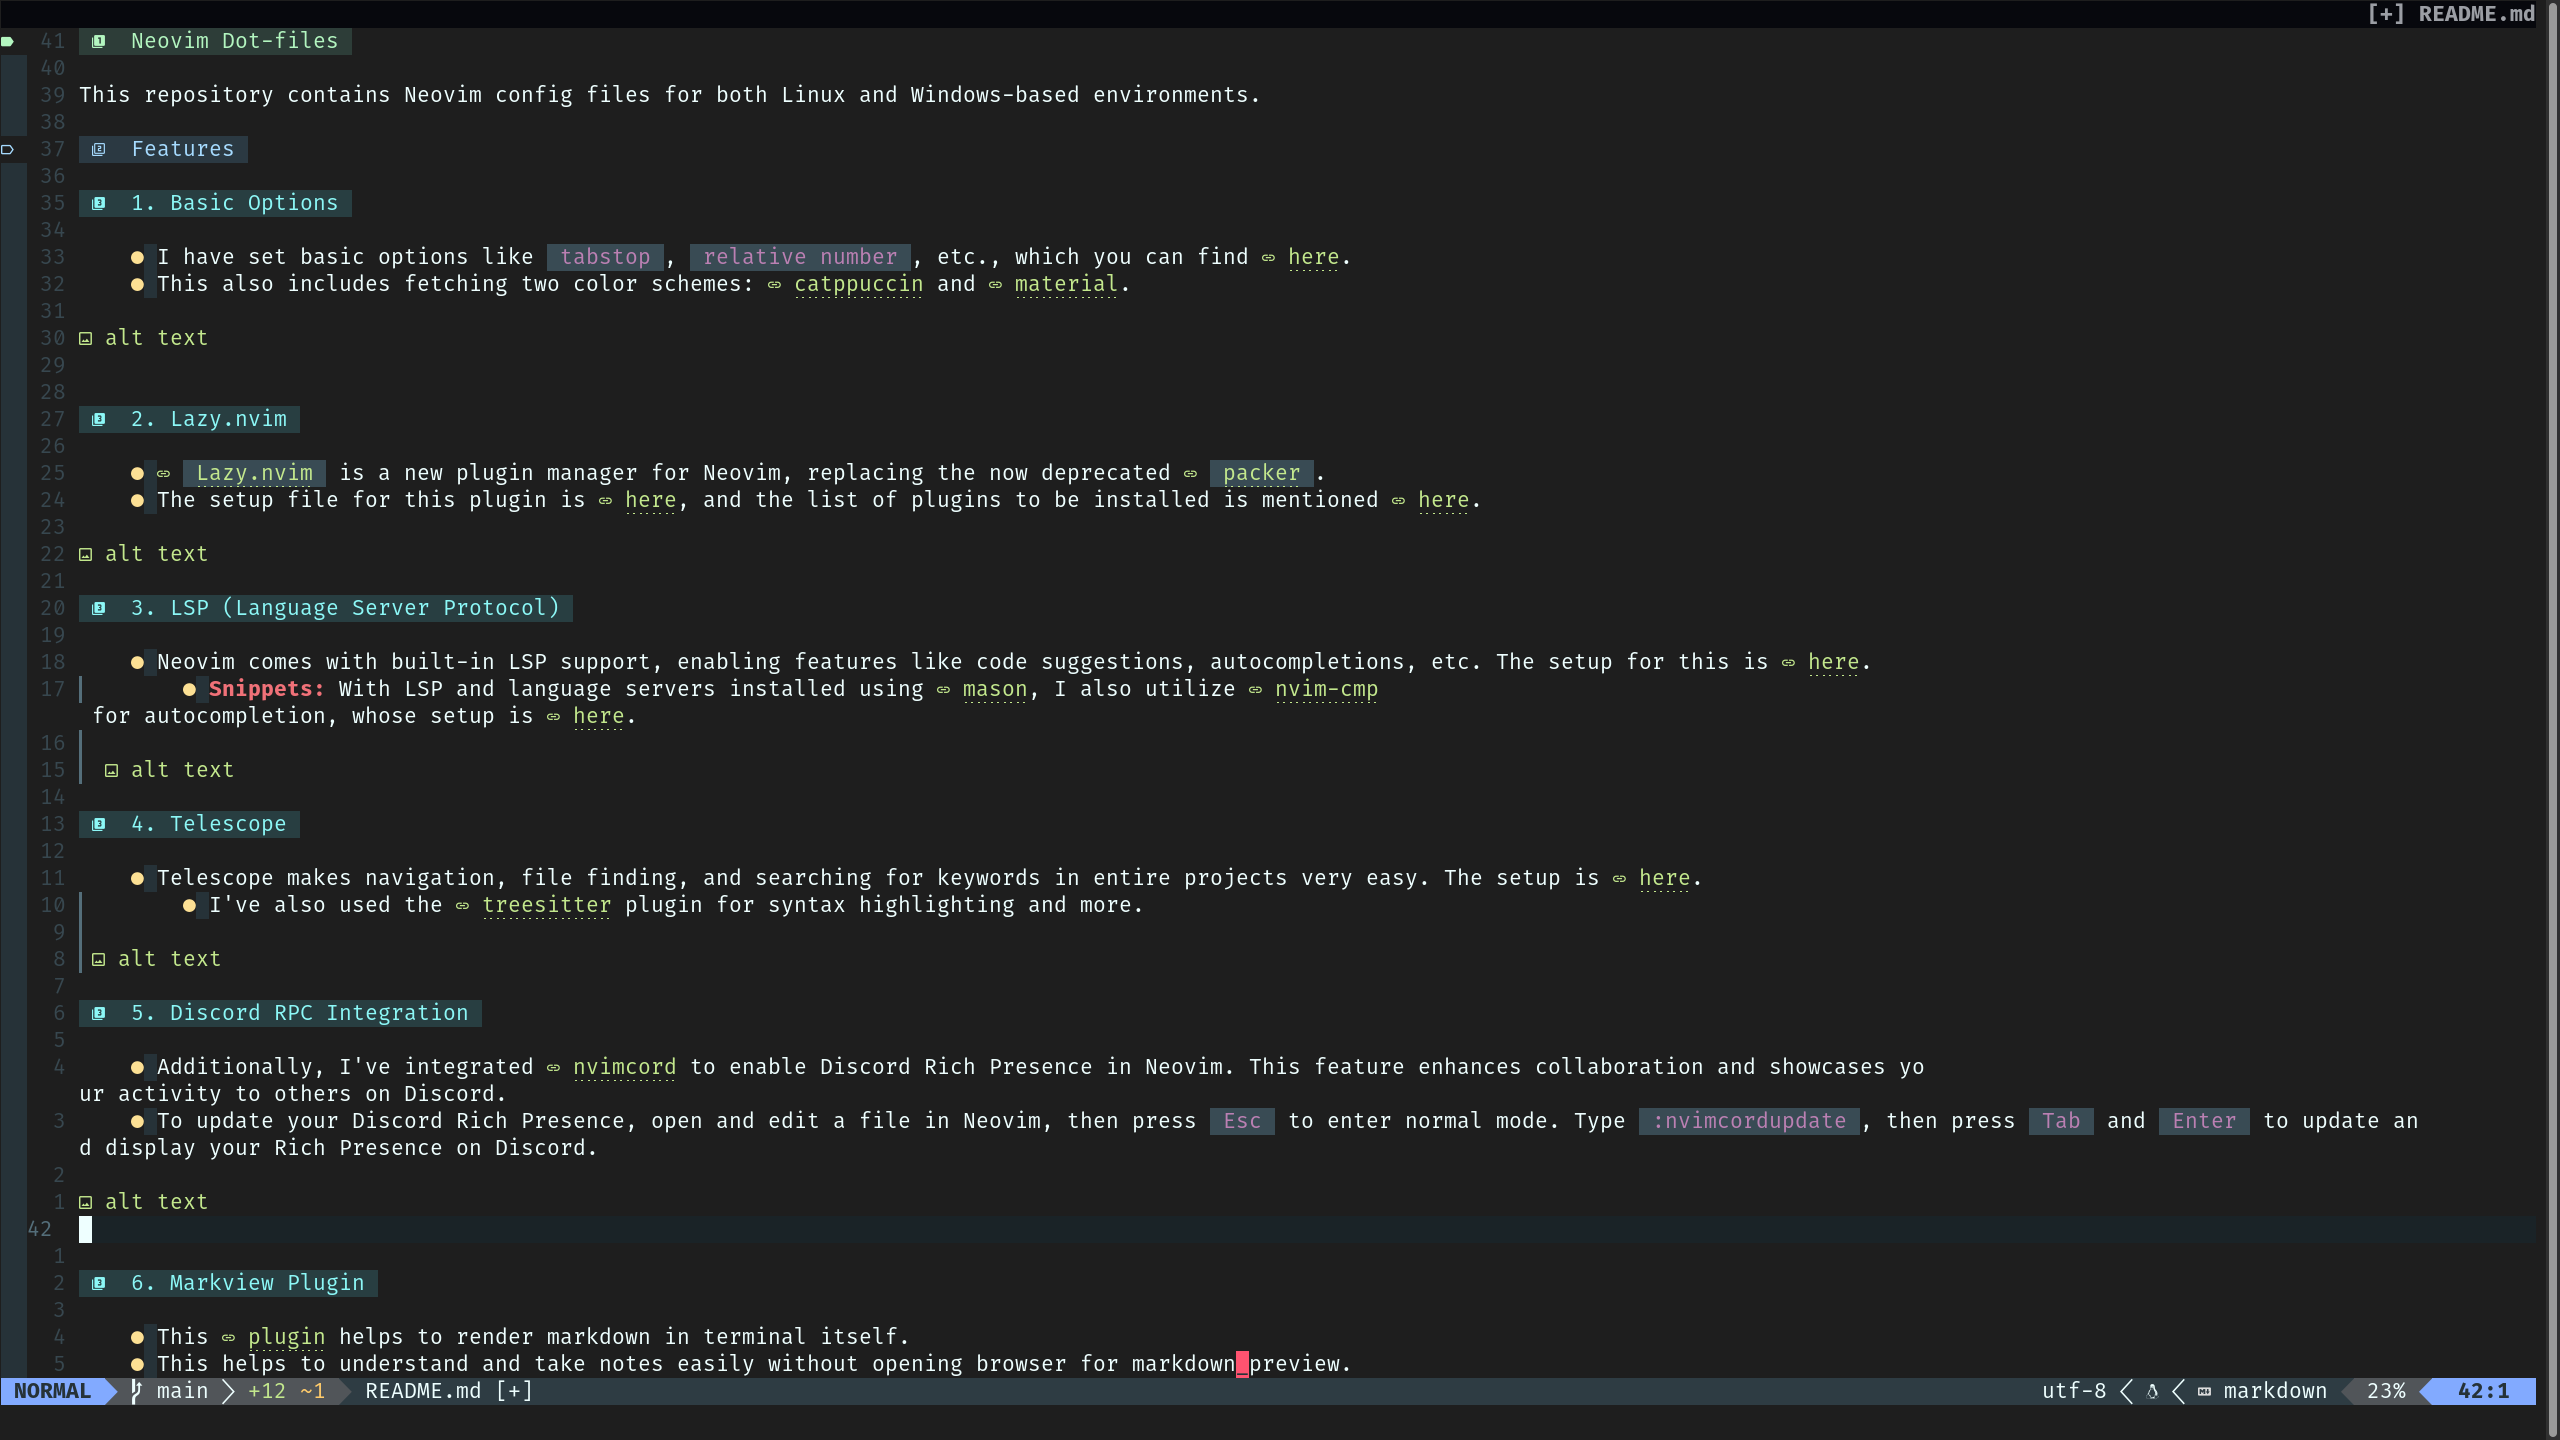 [+] README.md
41 Neovim Dot-files
40
39 This repository contains Neovim config files for both Linux and Windows-based environments.
38
37 Features
36
35 1. Basic Options
34
33 I have set basic options like tabstop , relative number , etc., which you can find here.
32 This also includes fetching two color schemes: catppuccin and material.
31
30 alt text
29
28
27 2. Lazy.nvim
26
25 Lazy.nvim is a new plugin manager for Neovim, replacing the now deprecated packer .
24 The setup file for this plugin is here, and the list of plugins to be installed is mentioned here.
23
22 alt text
21
20 3. LSP (Language Server Protocol)
19
18 Neovim comes with built-in LSP support, enabling features like code suggestions, autocompletions, etc. The setup for this is here.
17 Snippets: With LSP and language servers installed using mason, I also utilize nvim-cmp
for autocompletion, whose setup is here.
16
15 alt text
14
13 4. Telescope
12
11 Telescope makes navigation, file finding, and searching for keywords in entire projects very easy. The setup is here.
10 I've also used the treesitter plugin for syntax highlighting and more.
9
8 alt text
7
6 5. Discord RPC Integration
5
4 Additionally, I've integrated nvimcord to enable Discord Rich Presence in Neovim. This feature enhances collaboration and showcases yo
ur activity to others on Discord.
3 To update your Discord Rich Presence, open and edit a file in Neovim, then press Esc to enter normal mode. Type :nvimcordupdate , then press Tab and Enter to update an
d display your Rich Presence on Discord.
2
1 alt text
42
1
2 6. Markview Plugin
3
4 This plugin helps to render markdown in terminal itself.
5 This helps to understand and take notes easily without opening browser for markdown preview.
NORMAL main +12 ~1 README.md [+] utf-8 markdown 23% 42:1